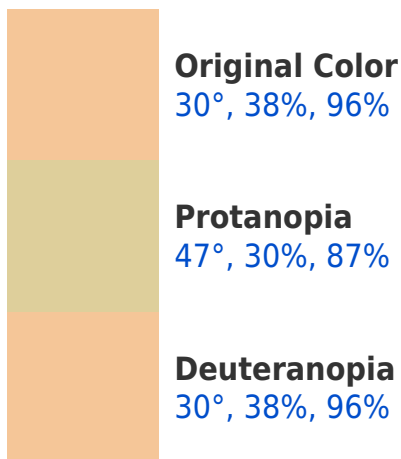 Original Color
30°, 38%, 96%
Protanopia
47°, 30%, 87%
Deuteranopia
30°, 38%, 96%